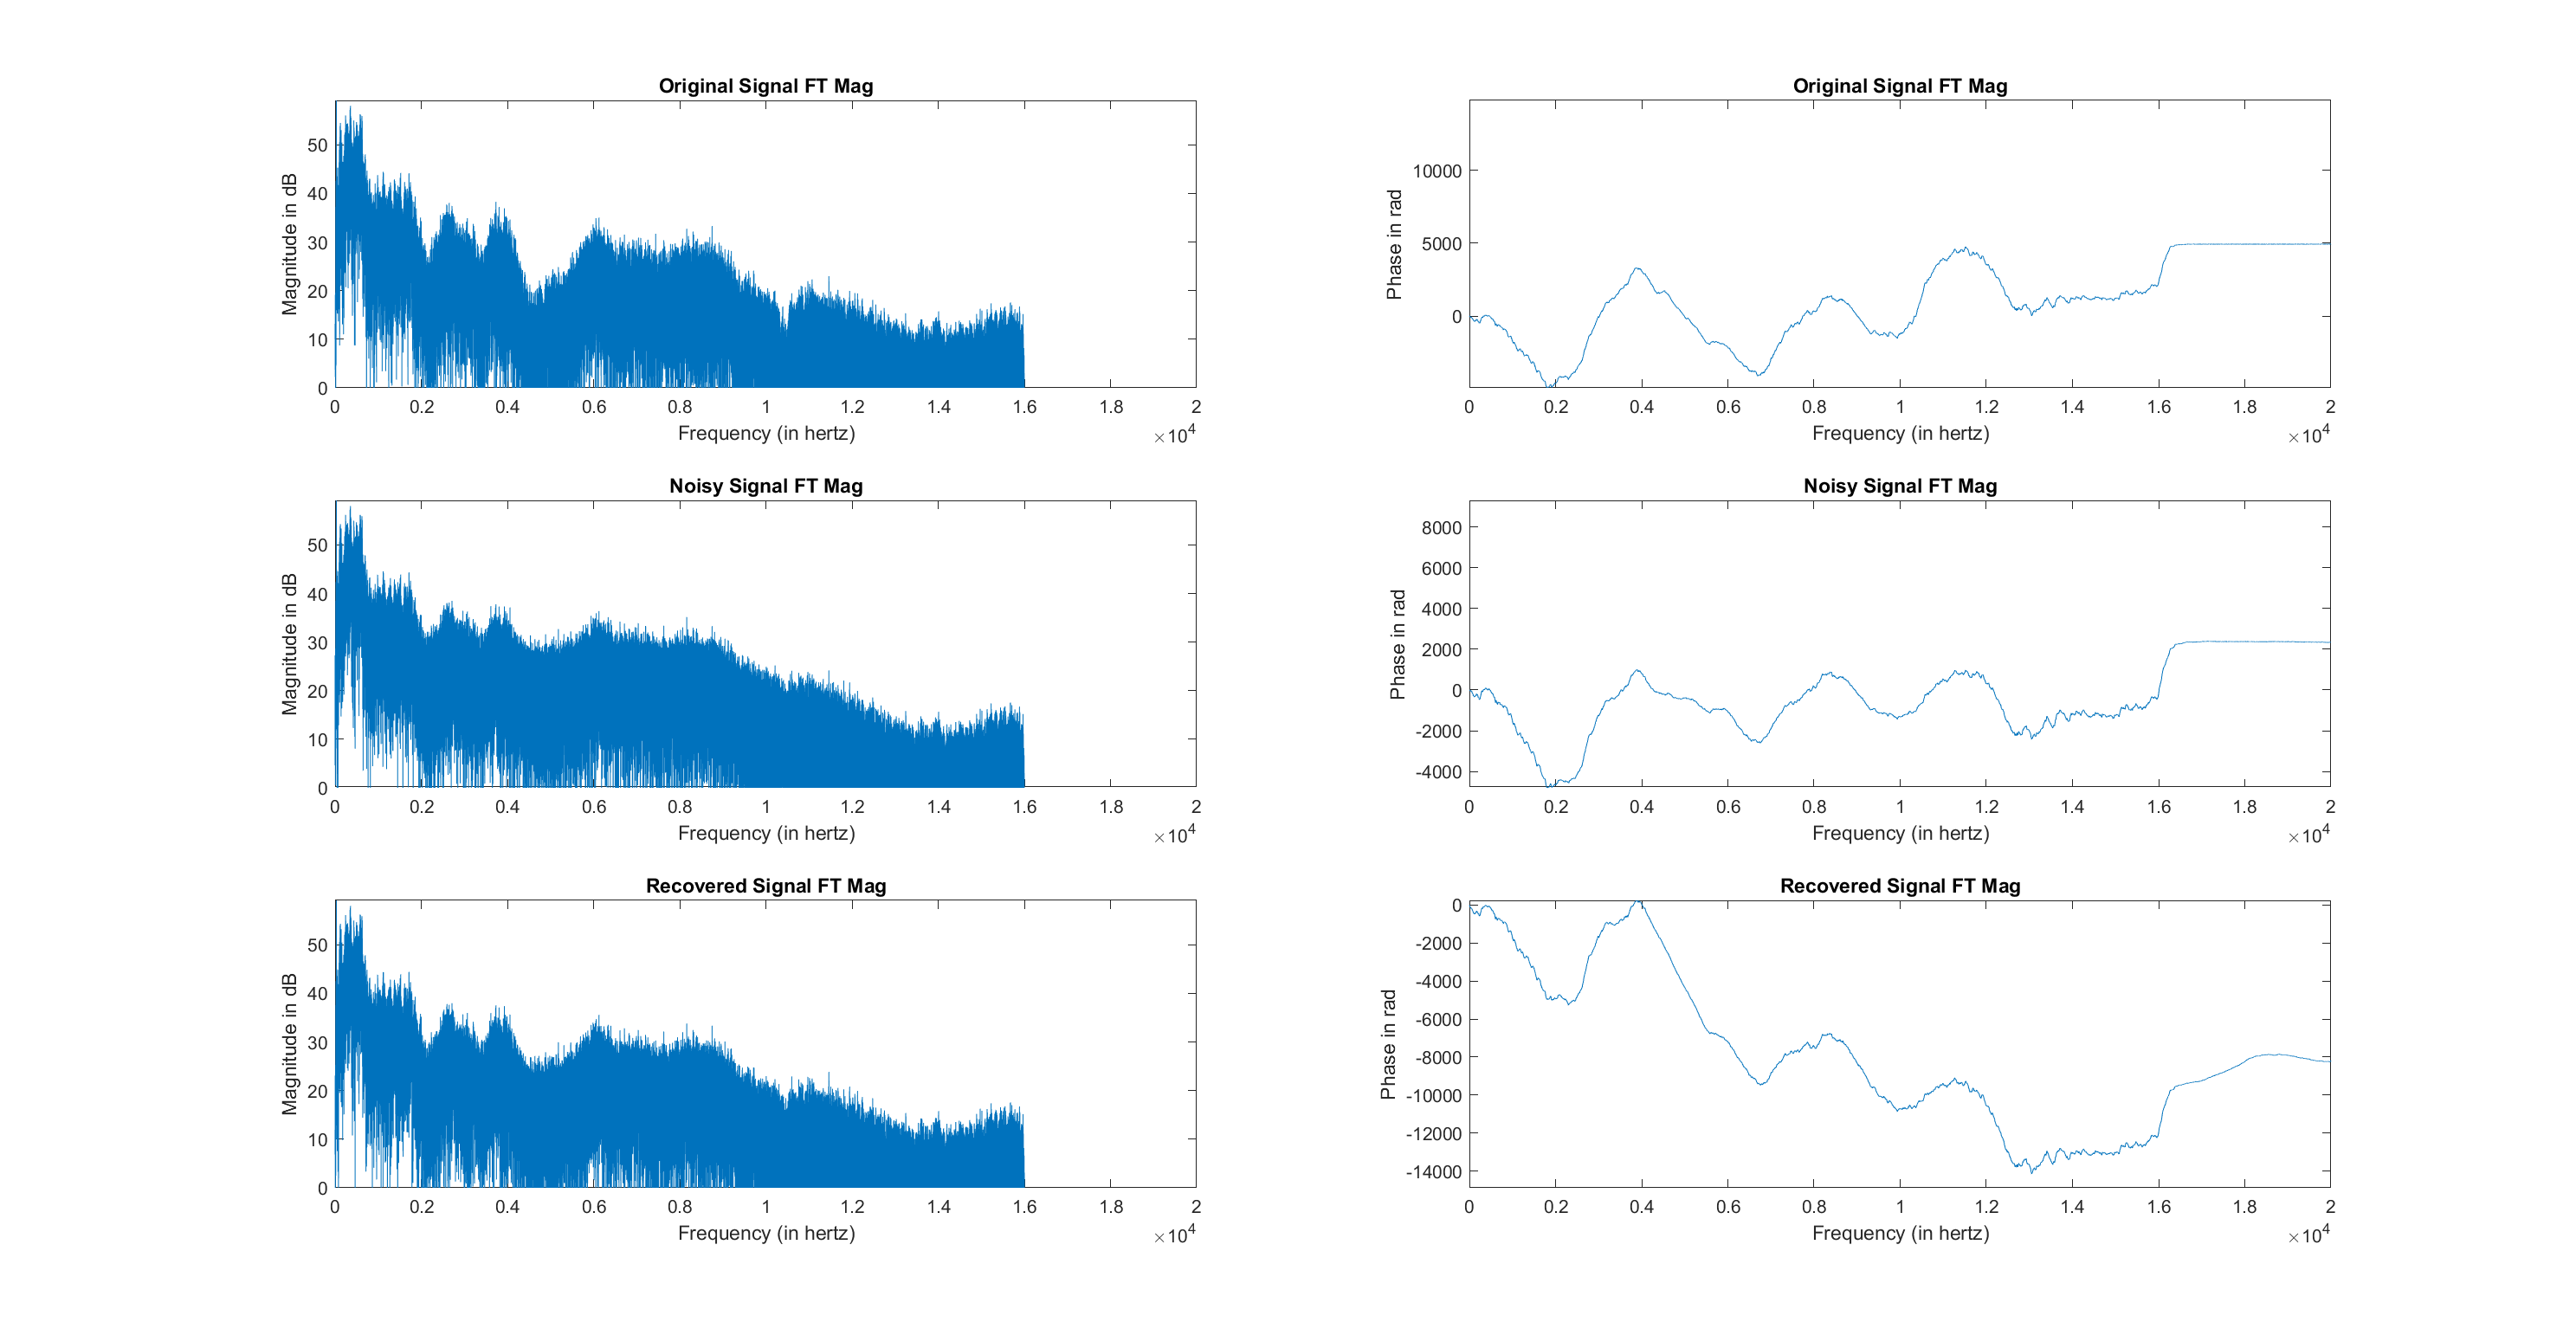 Original Signal FT Mag
Magnitude in dB
50
40
30
20
10
0
0 0.2 0.4 0.6 0.8 1 1.2 1.4 1.6 1.8 2
Frequency (in hertz)
×10^4
Original Signal FT Mag
Phase in rad
10000
5000
0
0 0.2 0.4 0.6 0.8 1 1.2 1.4 1.6 1.8 2
Frequency (in hertz)
×10^4
Noisy Signal FT Mag
Magnitude in dB
50
40
30
20
10
0
0 0.2 0.4 0.6 0.8 1 1.2 1.4 1.6 1.8 2
Frequency (in hertz)
×10^4
Noisy Signal FT Mag
Phase in rad
8000
6000
4000
2000
0
-2000
-4000
0 0.2 0.4 0.6 0.8 1 1.2 1.4 1.6 1.8 2
Frequency (in hertz)
×10^4
Recovered Signal FT Mag
Magnitude in dB
50
40
30
20
10
0
0 0.2 0.4 0.6 0.8 1 1.2 1.4 1.6 1.8 2
Frequency (in hertz)
×10^4
Recovered Signal FT Mag
Phase in rad
0
-2000
-4000
-6000
-8000
-10000
-12000
-14000
0 0.2 0.4 0.6 0.8 1 1.2 1.4 1.6 1.8 2
Frequency (in hertz)
×10^4